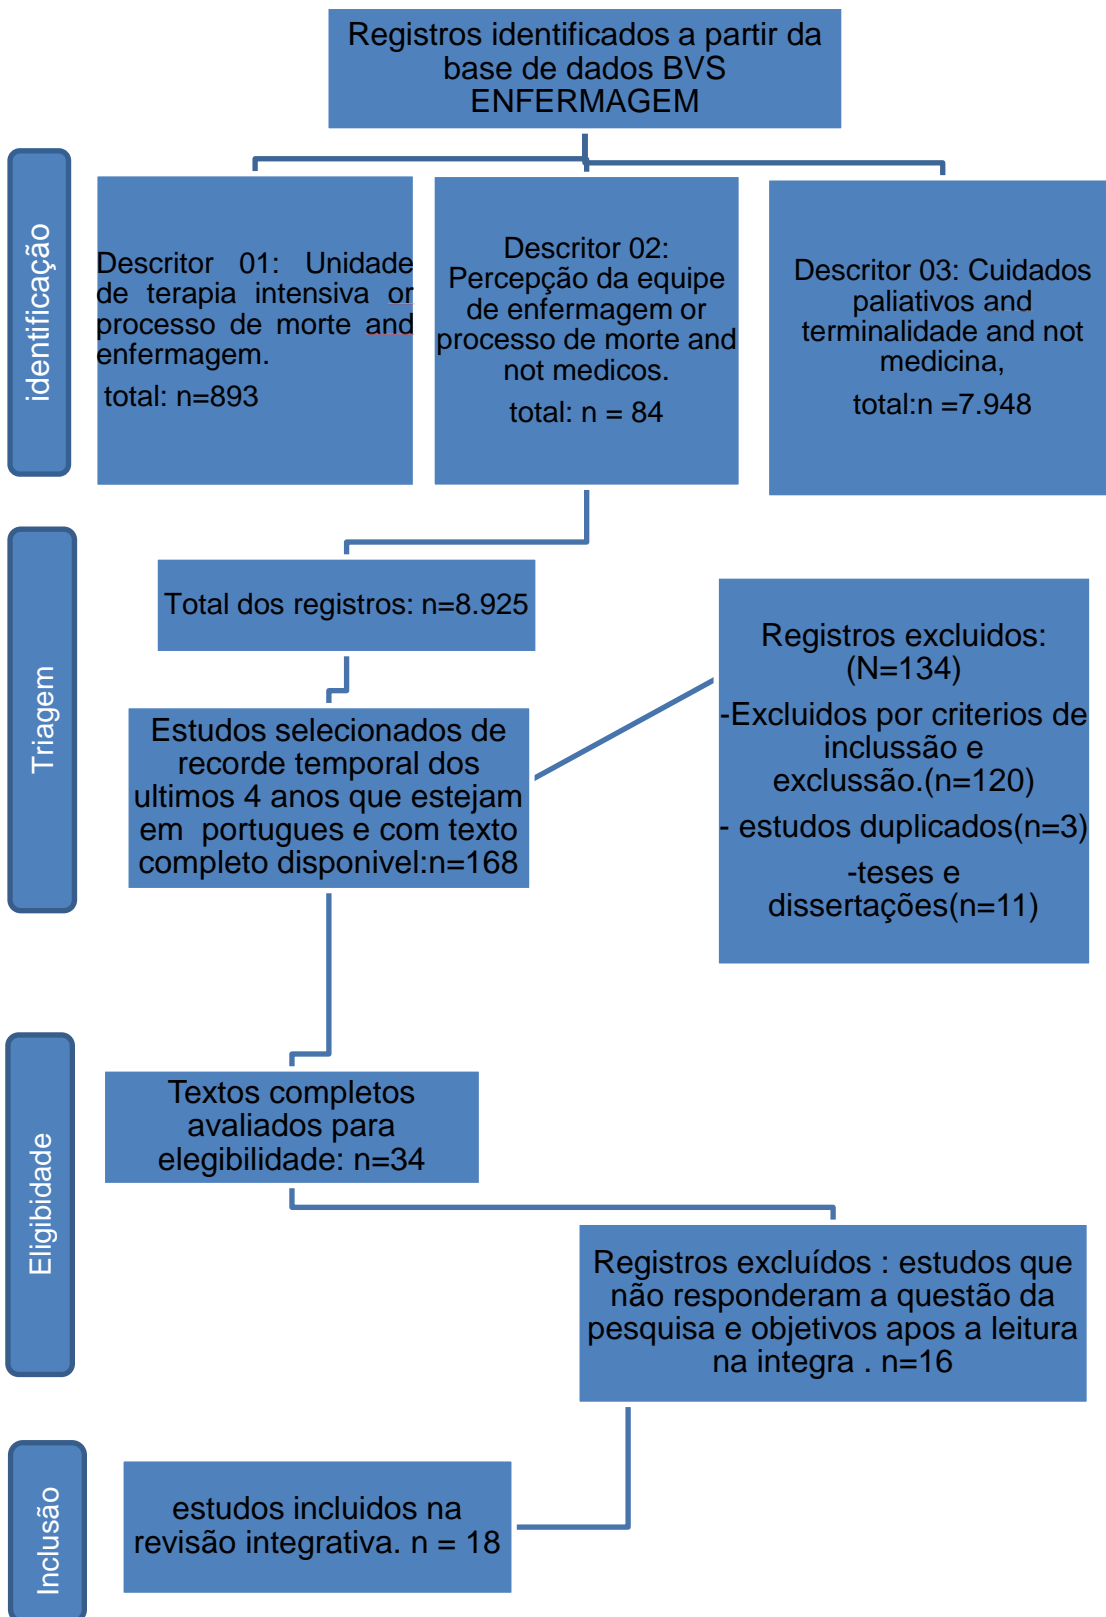 Registros identificados a partir da
base de dados BVS
ENFERMAGEM
identificação
Descritor 01: Unidade
de terapia intensiva or
processo de morte and
enfermagem.
total: n=893
Descritor 02:
Percepção da equipe
de enfermagem or
processo de morte and
not medicos.
total: n = 84
Descritor 03: Cuidados
paliativos and
terminalidade and not
medicina,
total:n =7.948
Triagem
Total dos registros: n=8.925
Estudos selecionados de
recorde temporal dos
ultimos 4 anos que estejam
em portugues e com texto
completo disponivel:n=168
Registros excluidos:
(N=134)
-Excluidos por criterios de
inclussão e
exclussão.(n=120)
- estudos duplicados(n=3)
-teses e
dissertações(n=11)
Eligibidade
Textos completos
avaliados para
elegibilidade: n=34
Registros excluídos : estudos que
não responderam a questão da
pesquisa e objetivos apos a leitura
na integra . n=16
Inclusão
estudos incluidos na
revisão integrativa. n = 18